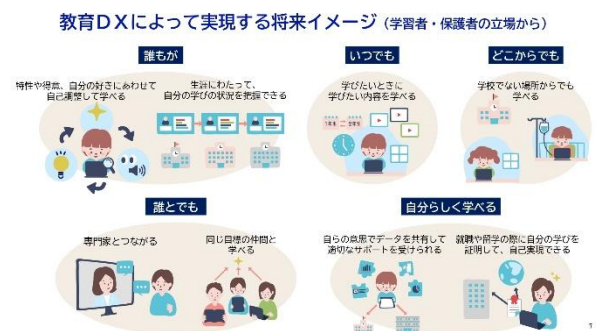 教育ＤＸによって実現する将来イメージ（学習者・保護者の立場から）
誰もが
特性や得意、自分の好きにあわせて
自己調整して学べる
生涯にわたって、
自分の学びの状況を把握できる
いつでも
学びたいときに
学びたい内容を学べる
どこからでも
学校でない場所からでも
学べる
誰とでも
専門家とつながる
同じ目標の仲間と
学べる
自分らしく学べる
自らの意思でデータを共有して
適切なサポートを受けられる
就職や留学の際に自分の学びを
証明して、自己実現できる
1